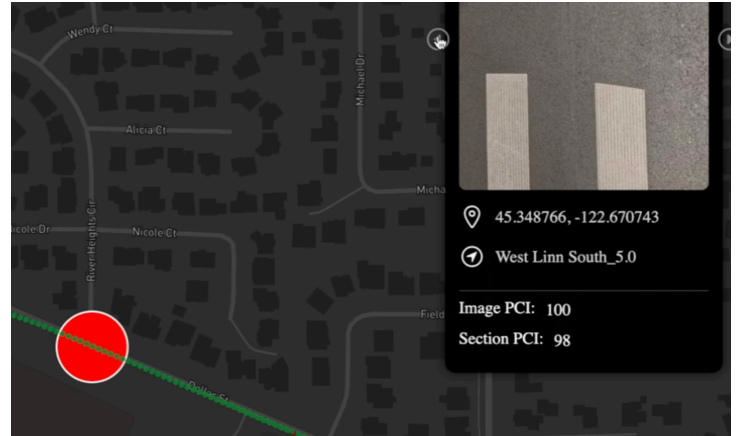 Wendy Ct
Michael Dr
Alicia Ct
Micha
River Heights Cir
icole Dr
Nicole Ct
Field
Dollar St
45.348766, -122.670743
West Linn South_5.0
Image PCI: 100
Section PCI: 98